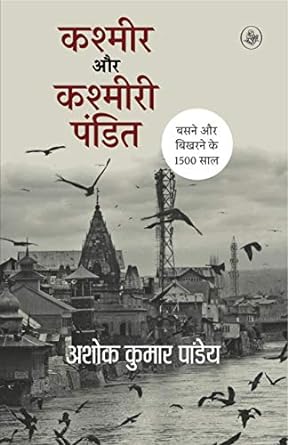 कश्मीर
और
कश्मीरी
पंडित
बसने और
बिखरने के
1500 साल
अशोक कुमार पांडेय